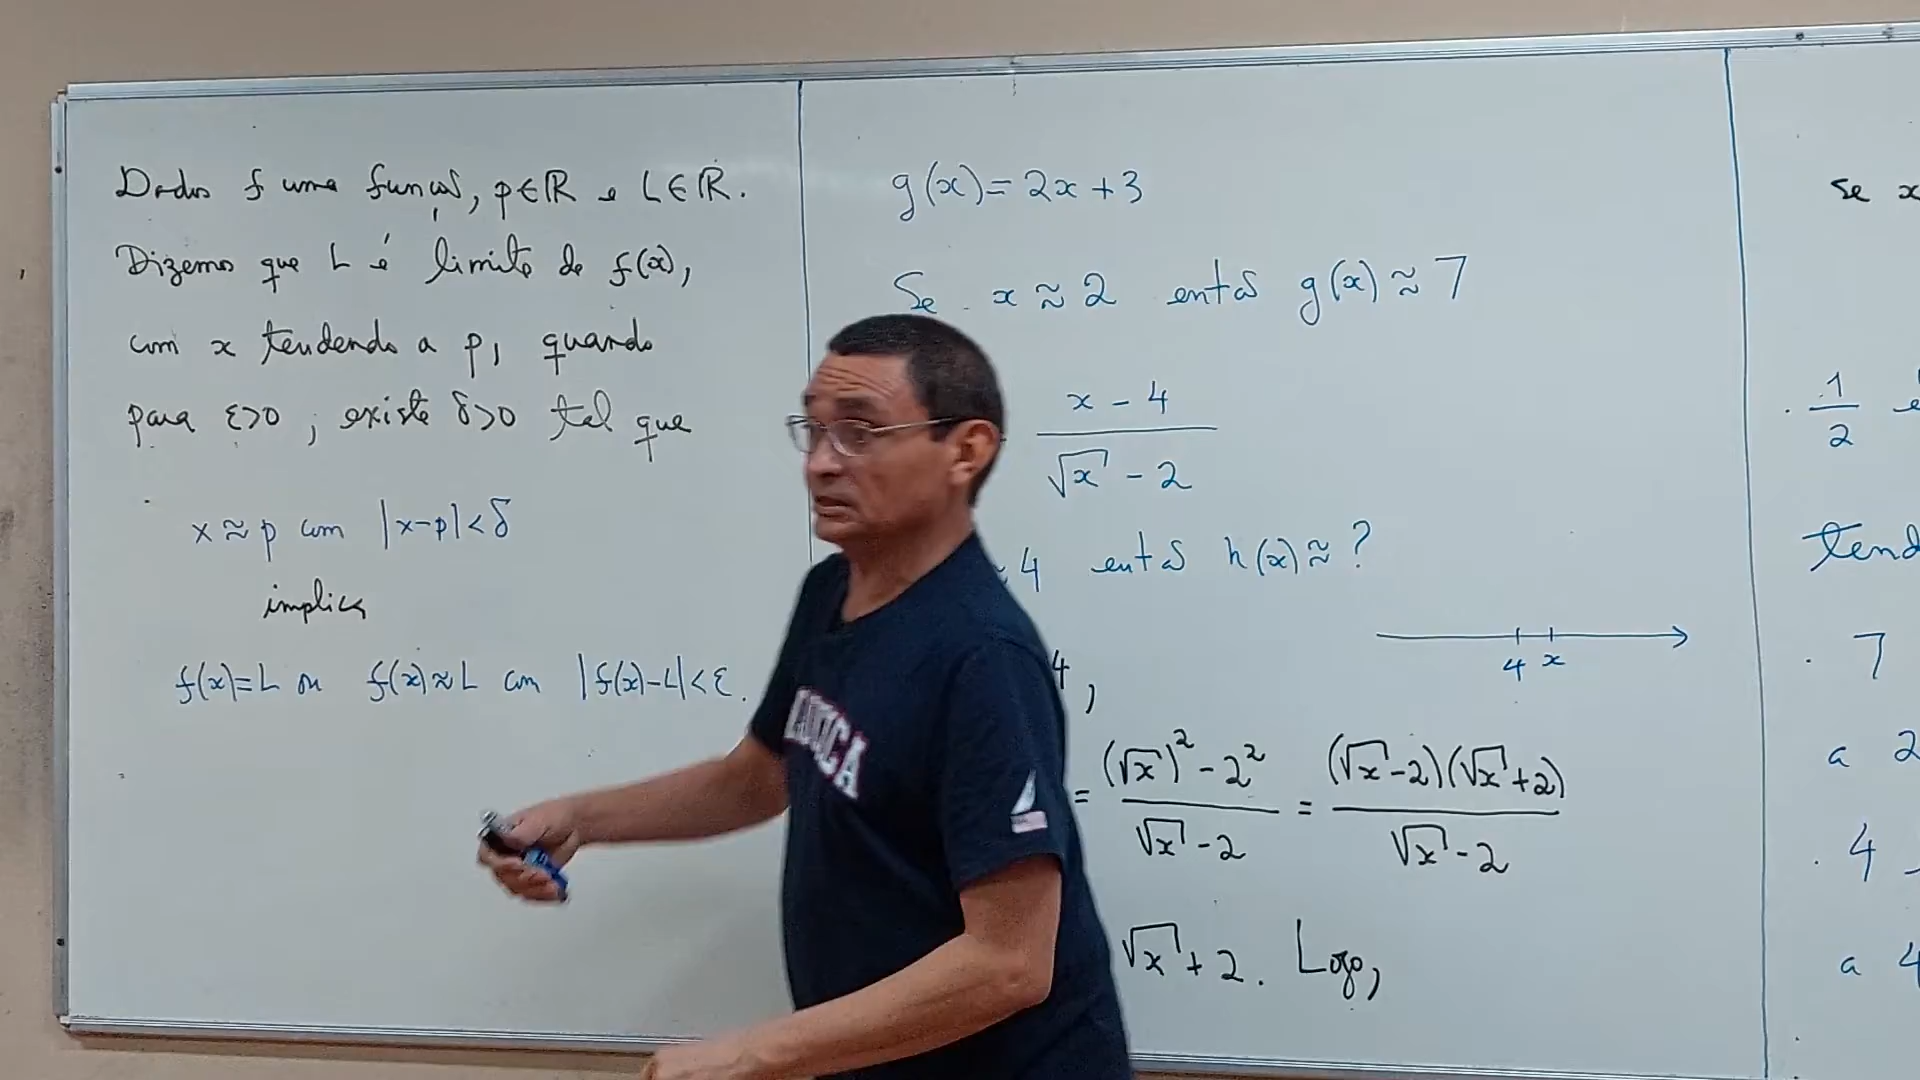 Dados f uma função, p∈ℝ e L∈ℝ.
Dizemos que L é limite de f(x),
com x tendendo a p, quando
para ε>0, existe δ>0 tal que
x≈p com |x-p|<δ
implica
f(x)=L ou f(x)≈L com |f(x)-L|<ε.
g(x)=2x+3
Se x≈2 então g(x)≈7
x-4
√x-2
4 então h(x)≈?
4 x
4,
= (√x)²-2² / √x-2 = (√x-2)(√x+2) / √x-2
√x+2. Logo,
Se x
1/2
tend
7
a 2
4
a 4